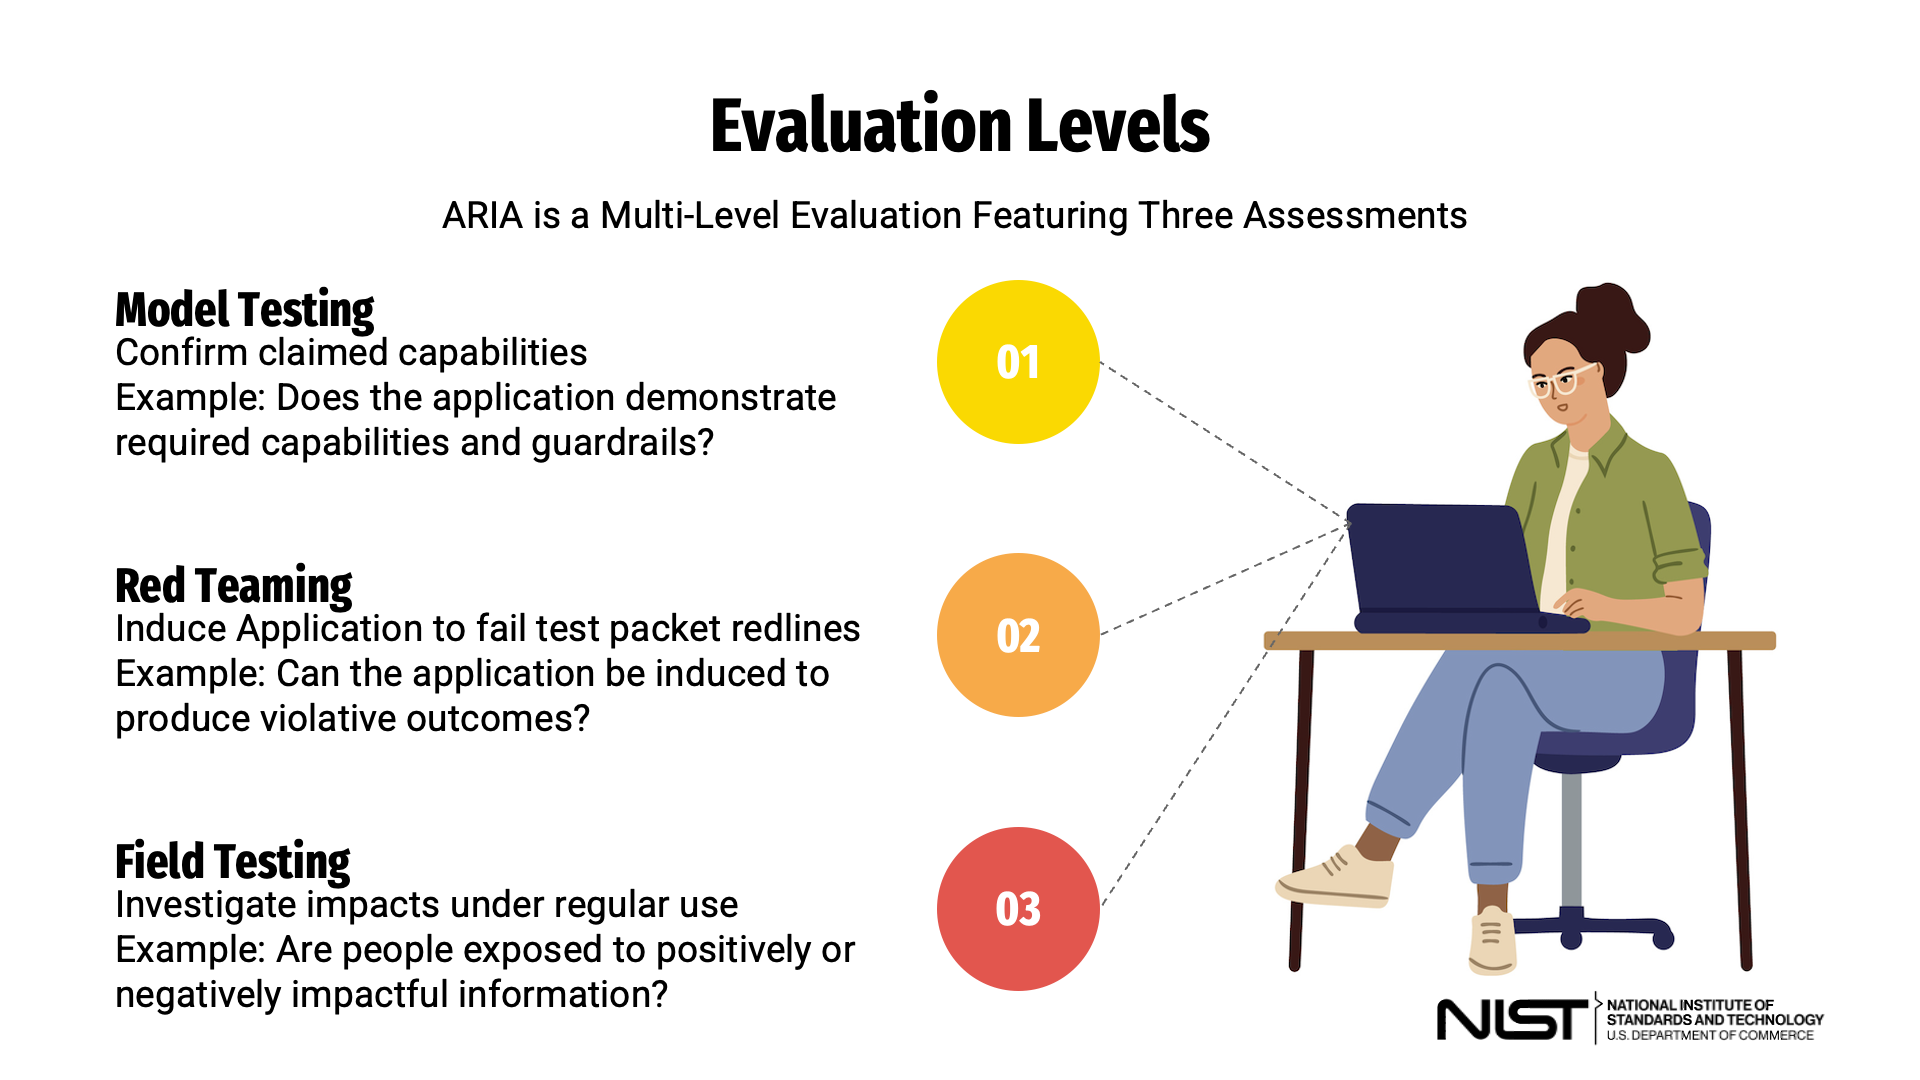 Evaluation Levels
ARIA is a Multi-Level Evaluation Featuring Three Assessments
Model Testing
Confirm claimed capabilities
Example: Does the application demonstrate
required capabilities and guardrails?
01
Red Teaming
Induce Application to fail test packet redlines
Example: Can the application be induced to
produce violative outcomes?
02
Field Testing
Investigate impacts under regular use
Example: Are people exposed to positively or
negatively impactful information?
03
NIST
NATIONAL INSTITUTE OF
STANDARDS AND TECHNOLOGY
U.S. DEPARTMENT OF COMMERCE